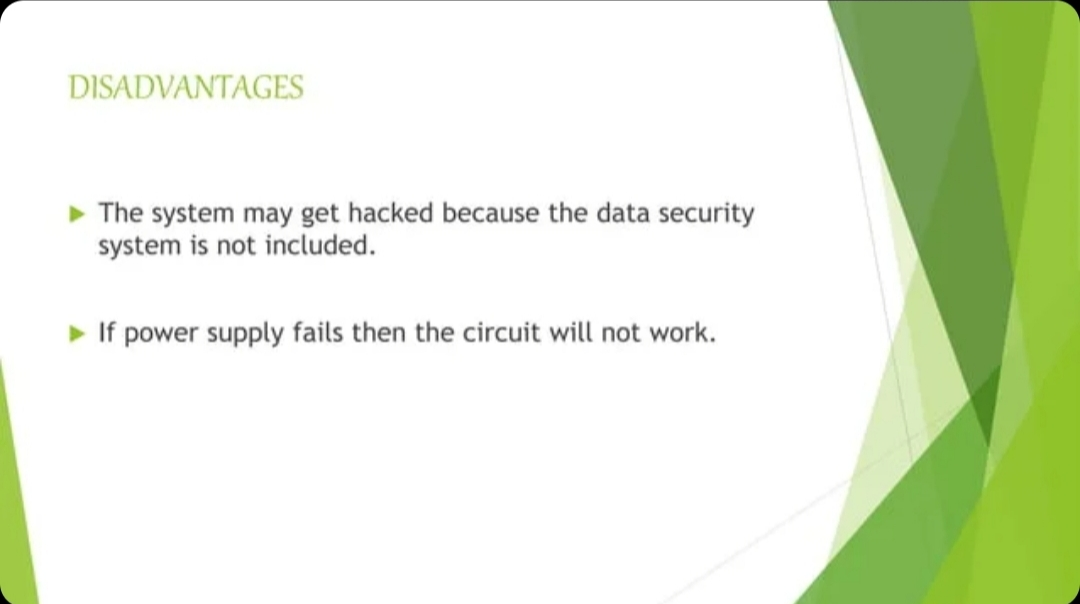 DISADVANTAGES
The system may get hacked because the data security
system is not included.
If power supply fails then the circuit will not work.